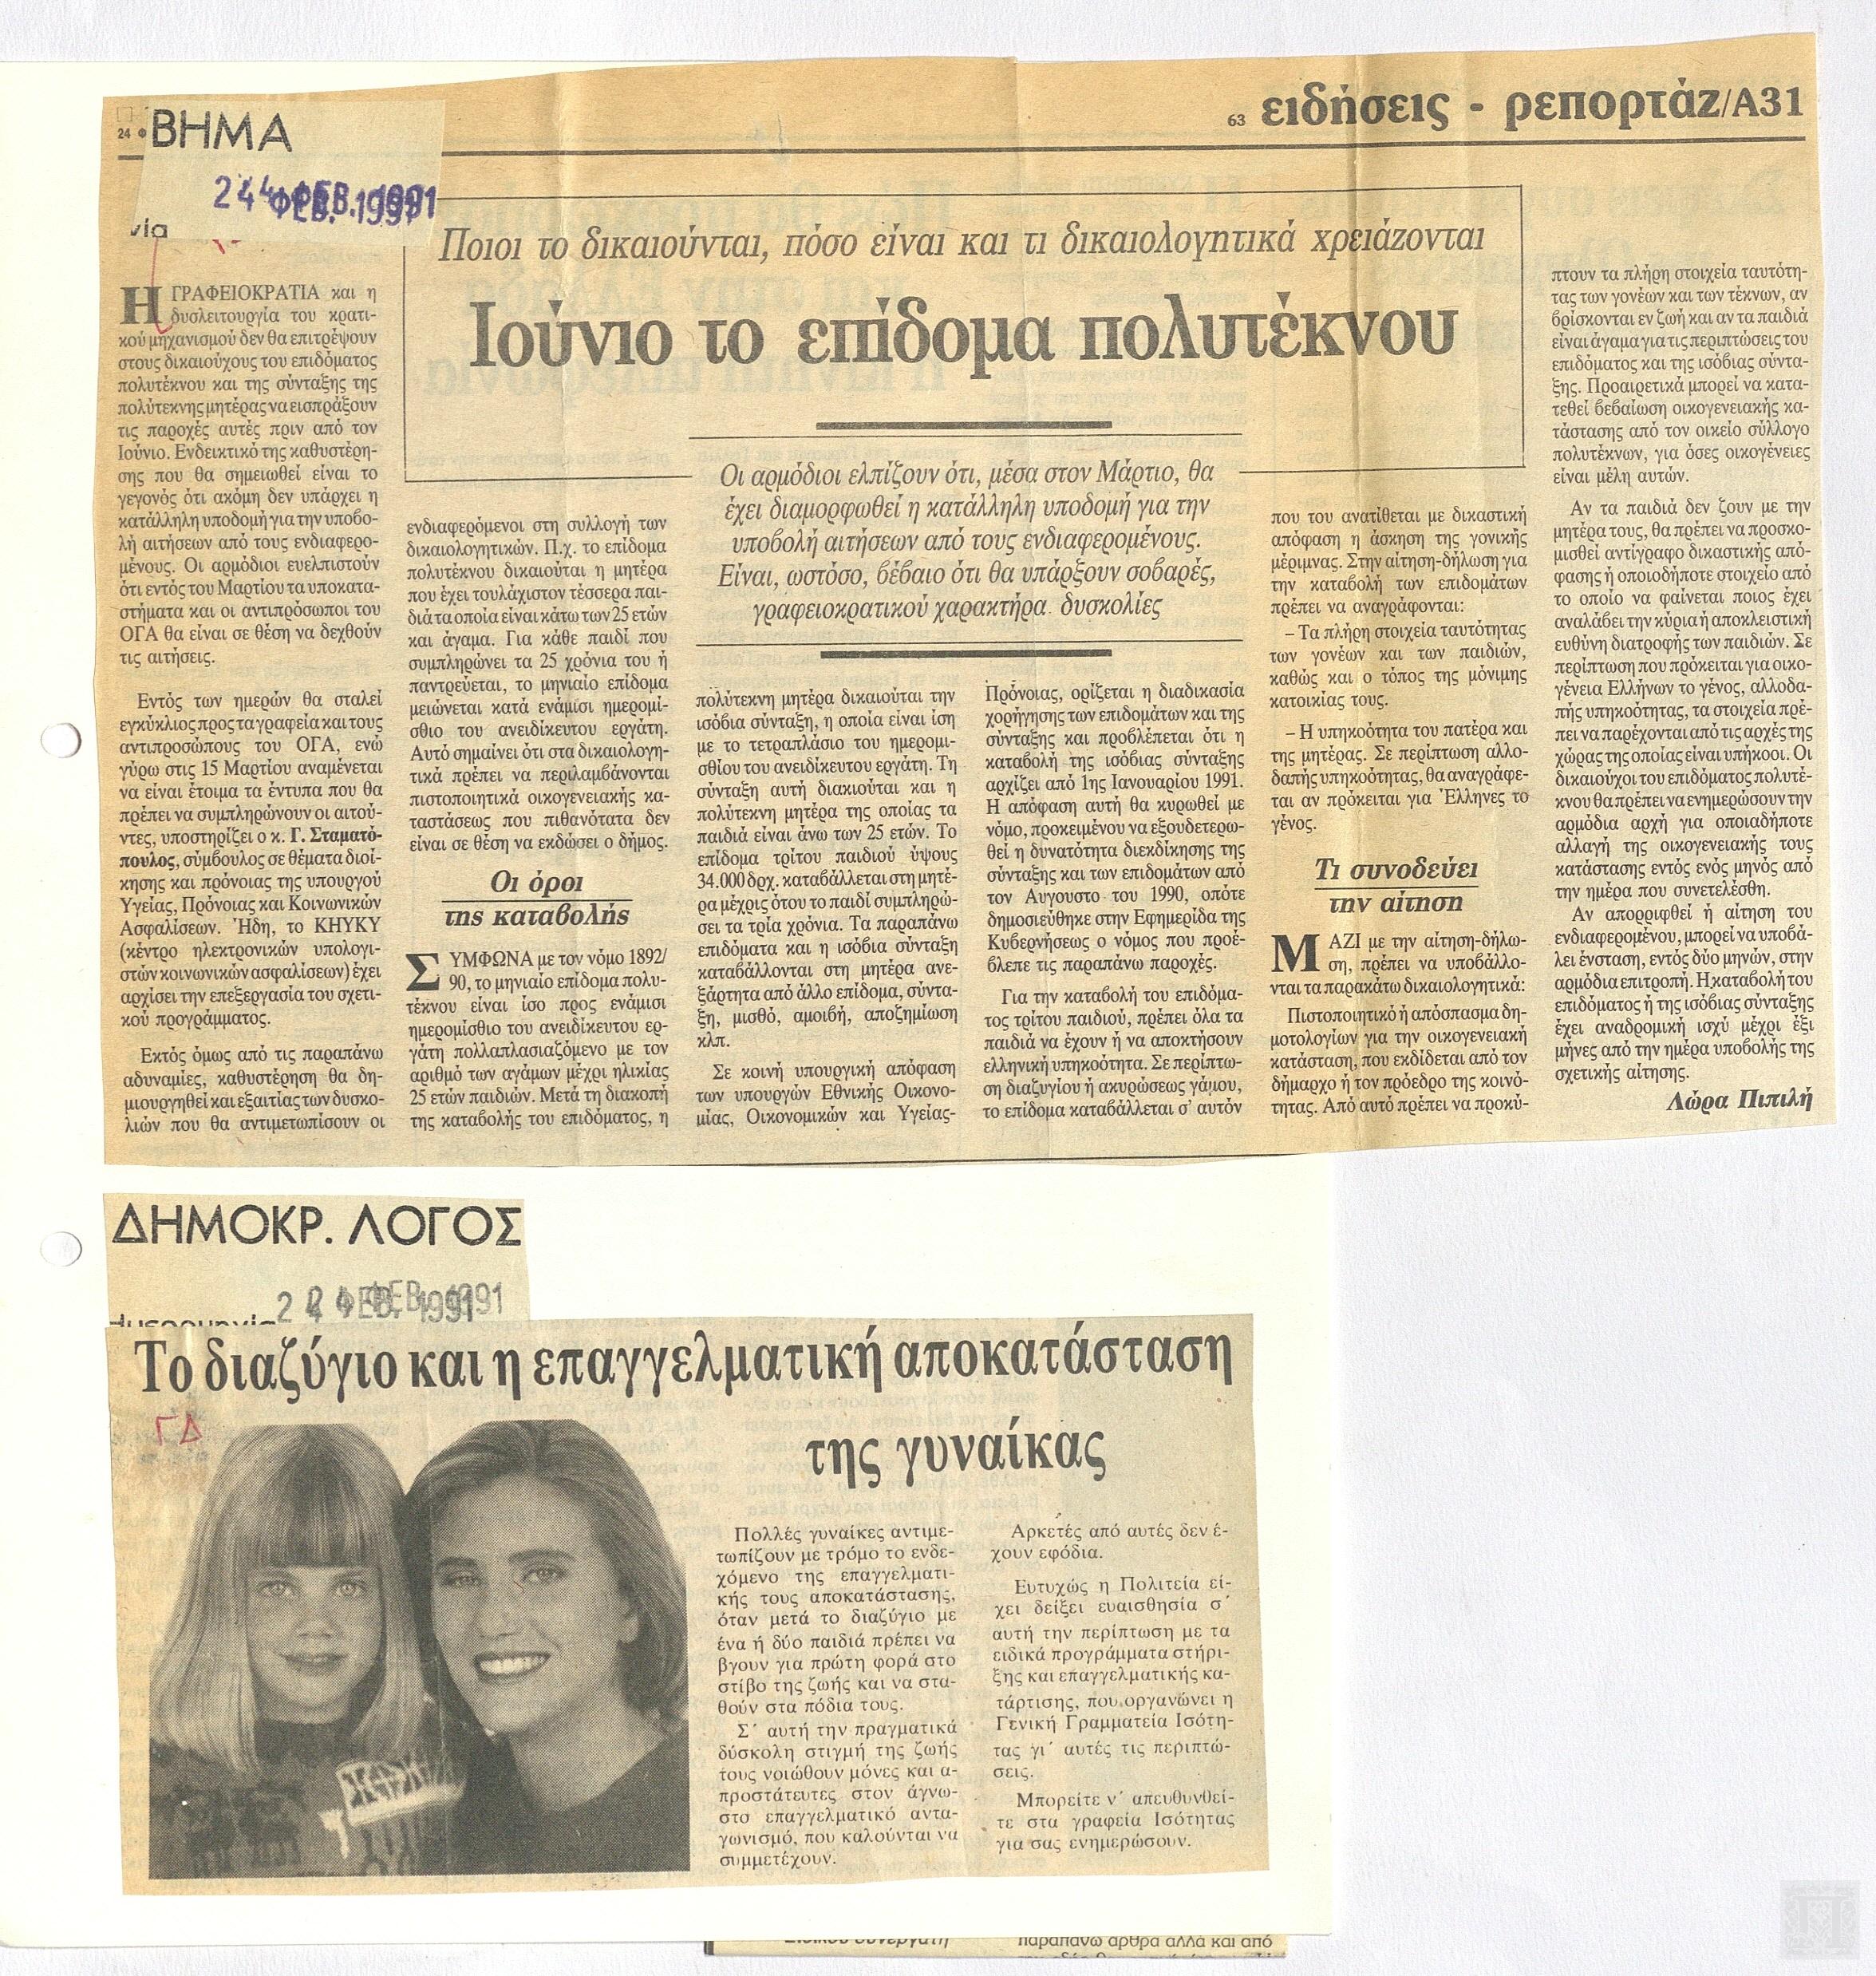 ΒΗΜΑ
24 ΦΕΒ. 1991
63 ειδήσεις - ρεπορτάζ/Α31
Ποιοι το δικαιούνται, πόσο είναι και τι δικαιολογητικά χρειάζονται
Ιούνιο το επίδομα πολυτέκνου
Οι αρμόδιοι ελπίζουν ότι, μέσα στον Μάρτιο, θα
έχει διαμορφωθεί η κατάλληλη υποδομή για την
υποβολή αιτήσεων από τους ενδιαφερομένους.
Είναι, ωστόσο, βέβαιο ότι θα υπάρξουν σοβαρές,
γραφειοκρατικού χαρακτήρα δυσκολίες
Η ΓΡΑΦΕΙΟΚΡΑΤΙΑ και η
δυσλειτουργία του κρατι-
κού μηχανισμού δεν θα επιτρέψουν
στους δικαιούχους του επιδόματος
πολυτέκνου και της σύνταξης της
πολύτεκνης μητέρας να εισπράξουν
τις παροχές αυτές πριν από τον
Ιούνιο. Ενδεικτικό της καθυστέρη-
σης που θα σημειωθεί είναι το
γεγονός ότι ακόμη δεν υπάρχει η
κατάλληλη υποδομή για την υποβο-
λή αιτήσεων από τους ενδιαφερο-
μένους. Οι αρμόδιοι ευελπιστούν
ότι εντός του Μαρτίου τα υποκατα-
στήματα και οι αντιπρόσωποι του
ΟΓΑ θα είναι σε θέση να δεχθούν
τις αιτήσεις.
Εντός των ημερών θα σταλεί
εγκύκλιος προς τα γραφεία και τους
αντιπροσώπους του ΟΓΑ, ενώ
γύρω στις 15 Μαρτίου αναμένεται
να είναι έτοιμα τα έντυπα που θα
πρέπει να συμπληρώνουν οι αιτού-
ντες, υποστηρίζει ο κ. Γ. Σταματό-
πουλος, σύμβουλος σε θέματα διοί-
κησης και πρόνοιας της υπουργού
Υγείας, Πρόνοιας και Κοινωνικών
Ασφαλίσεων. Ήδη, το ΚΗΥΚΥ
(κέντρο ηλεκτρονικών υπολογι-
στών κοινωνικών ασφαλίσεων) έχει
αρχίσει την επεξεργασία του σχετι-
κού προγράμματος.
Εκτός όμως από τις παραπάνω
αδυναμίες, καθυστέρηση θα δη-
μιουργηθεί και εξαιτίας των δυσκο-
λιών που θα αντιμετωπίσουν οι
ενδιαφερόμενοι στη συλλογή των
δικαιολογητικών. Π.χ. το επίδομα
πολυτέκνου δικαιούται η μητέρα
που έχει τουλάχιστον τέσσερα παι-
διά τα οποία είναι κάτω των 25 ετών
και άγαμα. Για κάθε παιδί που
συμπληρώνει τα 25 χρόνια του ή
παντρεύεται, το μηνιαίο επίδομα
μειώνεται κατά ενάμισι ημερομί-
σθιο του ανειδίκευτου εργάτη.
Αυτό σημαίνει ότι στα δικαιολογη-
τικά πρέπει να περιλαμβάνονται
πιστοποιητικά οικογενειακής κα-
ταστάσεως που πιθανότατα δεν
είναι σε θέση να εκδώσει ο δήμος.
Οι όροι
της καταβολής
ΣΥΜΦΩΝΑ με τον νόμο 1892/
90, το μηνιαίο επίδομα πολυ-
τέκνου είναι ίσο προς ενάμισι
ημερομίσθιο του ανειδίκευτου ερ-
γάτη πολλαπλασιαζόμενο με τον
αριθμό των αγάμων μέχρι ηλικίας
25 ετών παιδιών. Μετά τη διακοπή
της καταβολής του επιδόματος, η
πολύτεκνη μητέρα δικαιούται την
ισόβια σύνταξη, η οποία είναι ίση
με το τετραπλάσιο του ημερομι-
σθίου του ανειδίκευτου εργάτη. Τη
σύνταξη αυτή διακιούται και η
πολύτεκνη μητέρα της οποίας τα
παιδιά είναι άνω των 25 ετών. Το
επίδομα τρίτου παιδιού ύψους
34.000 δρχ. καταβάλλεται στη μητέ-
ρα μέχρις ότου το παιδί συμπληρώ-
σει τα τρία χρόνια. Τα παραπάνω
επιδόματα και η ισόβια σύνταξη
καταβάλλονται στη μητέρα ανε-
ξάρτητα από άλλο επίδομα, σύντα-
ξη, μισθό, αμοιβή, αποζημίωση
κλπ.
Σε κοινή υπουργική απόφαση
των υπουργών Εθνικής Οικονο-
μίας, Οικονομικών και Υγείας-
Πρόνοιας, ορίζεται η διαδικασία
χορήγησης των επιδομάτων και της
σύνταξης και προβλέπεται ότι η
καταβολή της ισόβιας σύνταξης
αρχίζει από 1ης Ιανουαρίου 1991.
Η απόφαση αυτή θα κυρωθεί με
νόμο, προκειμένου να εξουδετερω-
θεί η δυνατότητα διεκδίκησης της
σύνταξης και των επιδομάτων από
τον Αυγουστο του 1990, οπότε
δημοσιεύθηκε στην Εφημερίδα της
Κυβερνήσεως ο νόμος που προέ-
βλεπε τις παραπάνω παροχές.
Για την καταβολή του επιδόμα-
τος τρίτου παιδιού, πρέπει όλα τα
παιδιά να έχουν ή να αποκτήσουν
ελληνική υπηκοότητα. Σε περίπτω-
ση διαζυγίου ή ακυρώσεως γάμου,
το επίδομα καταβάλλεται σ' αυτόν
που του ανατίθεται με δικαστική
απόφαση η άσκηση της γονικής
μέριμνας. Στην αίτηση-δήλωση για
την καταβολή των επιδομάτων
πρέπει να αναγράφονται:
– Τα πλήρη στοιχεία ταυτότητας
των γονέων και των παιδιών,
καθώς και ο τόπος της μόνιμης
κατοικίας τους.
– Η υπηκοότητα του πατέρα και
της μητέρας. Σε περίπτωση αλλο-
δαπής υπηκοότητας, θα αναγράφε-
ται αν πρόκειται για Έλληνες το
γένος.
Τι συνοδεύει
την αίτηση
ΜΑΖΙ με την αίτηση-δήλω-
ση, πρέπει να υποβάλλο-
νται τα παρακάτω δικαιολογητικά:
Πιστοποιητικό ή απόσπασμα δη-
μοτολογίων για την οικογενειακή
κατάσταση, που εκδίδεται από τον
δήμαρχο ή τον πρόεδρο της κοινό-
τητας. Από αυτό πρέπει να προκύ-
πτουν τα πλήρη στοιχεία ταυτότη-
τας των γονέων και των τέκνων, αν
βρίσκονται εν ζωή και αν τα παιδιά
είναι άγαμα για τις περιπτώσεις του
επιδόματος και της ισόβιας σύντα-
ξης. Προαιρετικά μπορεί να κατα-
τεθεί βεβαίωση οικογενειακής κα-
τάστασης από τον οικείο σύλλογο
πολυτέκνων, για όσες οικογένειες
είναι μέλη αυτών.
Αν τα παιδιά δεν ζουν με την
μητέρα τους, θα πρέπει να προσκο-
μισθεί αντίγραφο δικαστικής από-
φασης ή οποιοδήποτε στοιχείο από
το οποίο να φαίνεται ποιος έχει
αναλάβει την κύρια ή αποκλειστική
ευθύνη διατροφής των παιδιών. Σε
περίπτωση που πρόκειται για οικο-
γένεια Ελλήνων το γένος, αλλοδα-
πής υπηκοότητας, τα στοιχεία πρέ-
πει να παρέχονται από τις αρχές της
χώρας της οποίας είναι υπήκοοι. Οι
δικαιούχοι του επιδόματος πολυτέ-
κνου θα πρέπει να ενημερώσουν την
αρμόδια αρχή για οποιαδήποτε
αλλαγή της οικογενειακής τους
κατάστασης εντός ενός μηνός από
την ημέρα που συνετελέσθη.
Αν απορριφθεί ή αίτηση του
ενδιαφερομένου, μπορεί να υποβά-
λει ένσταση, εντός δύο μηνών, στην
αρμόδια επιτροπή. Η καταβολή του
επιδόματος ή της ισόβιας σύνταξης
έχει αναδρομική ισχύ μέχρι έξι
μήνες από την ημέρα υποβολής της
σχετικής αίτησης.
Λώρα Πιπιλή
ΔΗΜΟΚΡ. ΛΟΓΟΣ
24 ΦΕΒ. 1991
Το διαζύγιο και η επαγγελματική αποκατάσταση
της γυναίκας
ΓΔ
Πολλές γυναίκες αντιμε-
τωπίζουν με τρόμο το ενδε-
χόμενο της επαγγελματι-
κής τους αποκατάστασης,
όταν μετά το διαζύγιο με
ένα ή δύο παιδιά πρέπει να
βγουν για πρώτη φορά στο
στίβο της ζωής και να στα-
θούν στα πόδια τους.
Σ' αυτή την πραγματικά
δύσκολη στιγμή της ζωής
τους νοιώθουν μόνες και α-
προστάτευτες στον άγνω-
στο επαγγελματικό αντα-
γωνισμό, που καλούνται να
συμμετέχουν.
Αρκετές από αυτές δεν έ-
χουν εφόδια.
Ευτυχώς η Πολιτεία εί-
χει δείξει ευαισθησία σ'
αυτή την περίπτωση με τα
ειδικά προγράμματα στήρι-
ξης και επαγγελματικής κα-
τάρτισης, που οργανώνει η
Γενική Γραμματεία Ισότη-
τας γι' αυτές τις περιπτώ-
σεις.
Μπορείτε ν' απευθυνθεί-
τε στα γραφεία Ισότητας
για σας ενημερώσουν.
παραπάνω άρθρα αλλά και από